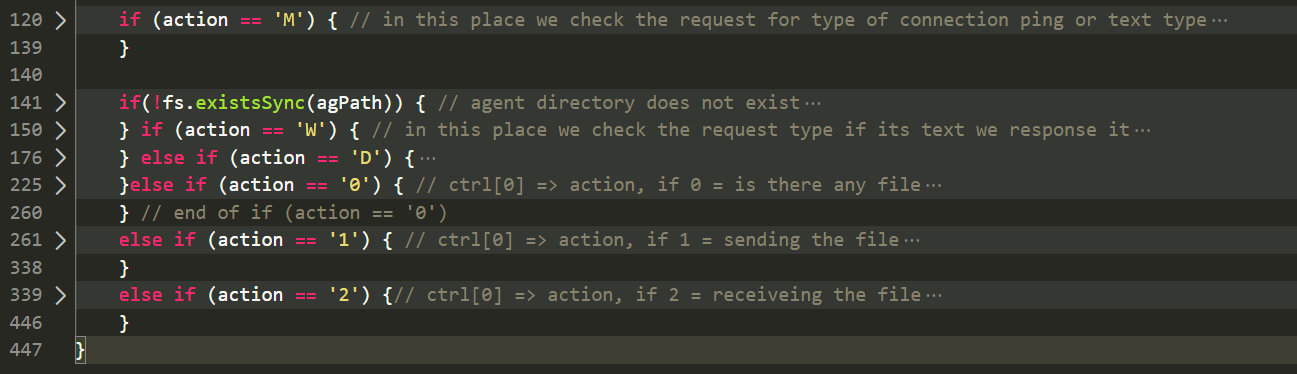 120 > if (action == 'M') { // in this place we check the request for type of connection ping or text type···
139 }
140
141 > if(!fs.existsSync(agPath)) { // agent directory does not exist···
150 > } if (action == 'W') { // in this place we check the request type if its text we response it···
176 > } else if (action == 'D') {···
225 > }else if (action == '0') { // ctrl[0] => action, if 0 = is there any file···
260 } // end of if (action == '0')
261 > else if (action == '1') { // ctrl[0] => action, if 1 = sending the file···
338 }
339 > else if (action == '2') {// ctrl[0] => action, if 2 = receiveing the file···
446 }
447 }